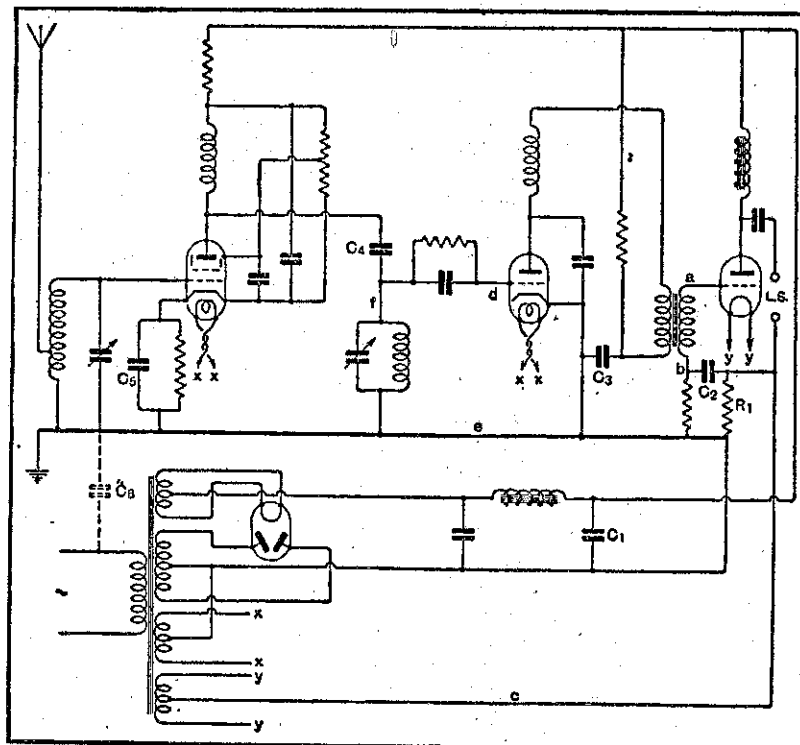 C₄
a
L.S.
f
d
x x
C₅
x x
C₃
b
C₂
y y
R₁
e
C₈
C₁
~
x
x
y
c
y